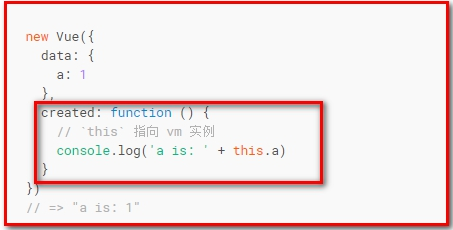 new Vue({
data: {
a: 1
},
created: function () {
// `this` 指向 vm 实例
console.log('a is: ' + this.a)
}
})
// => "a is: 1"